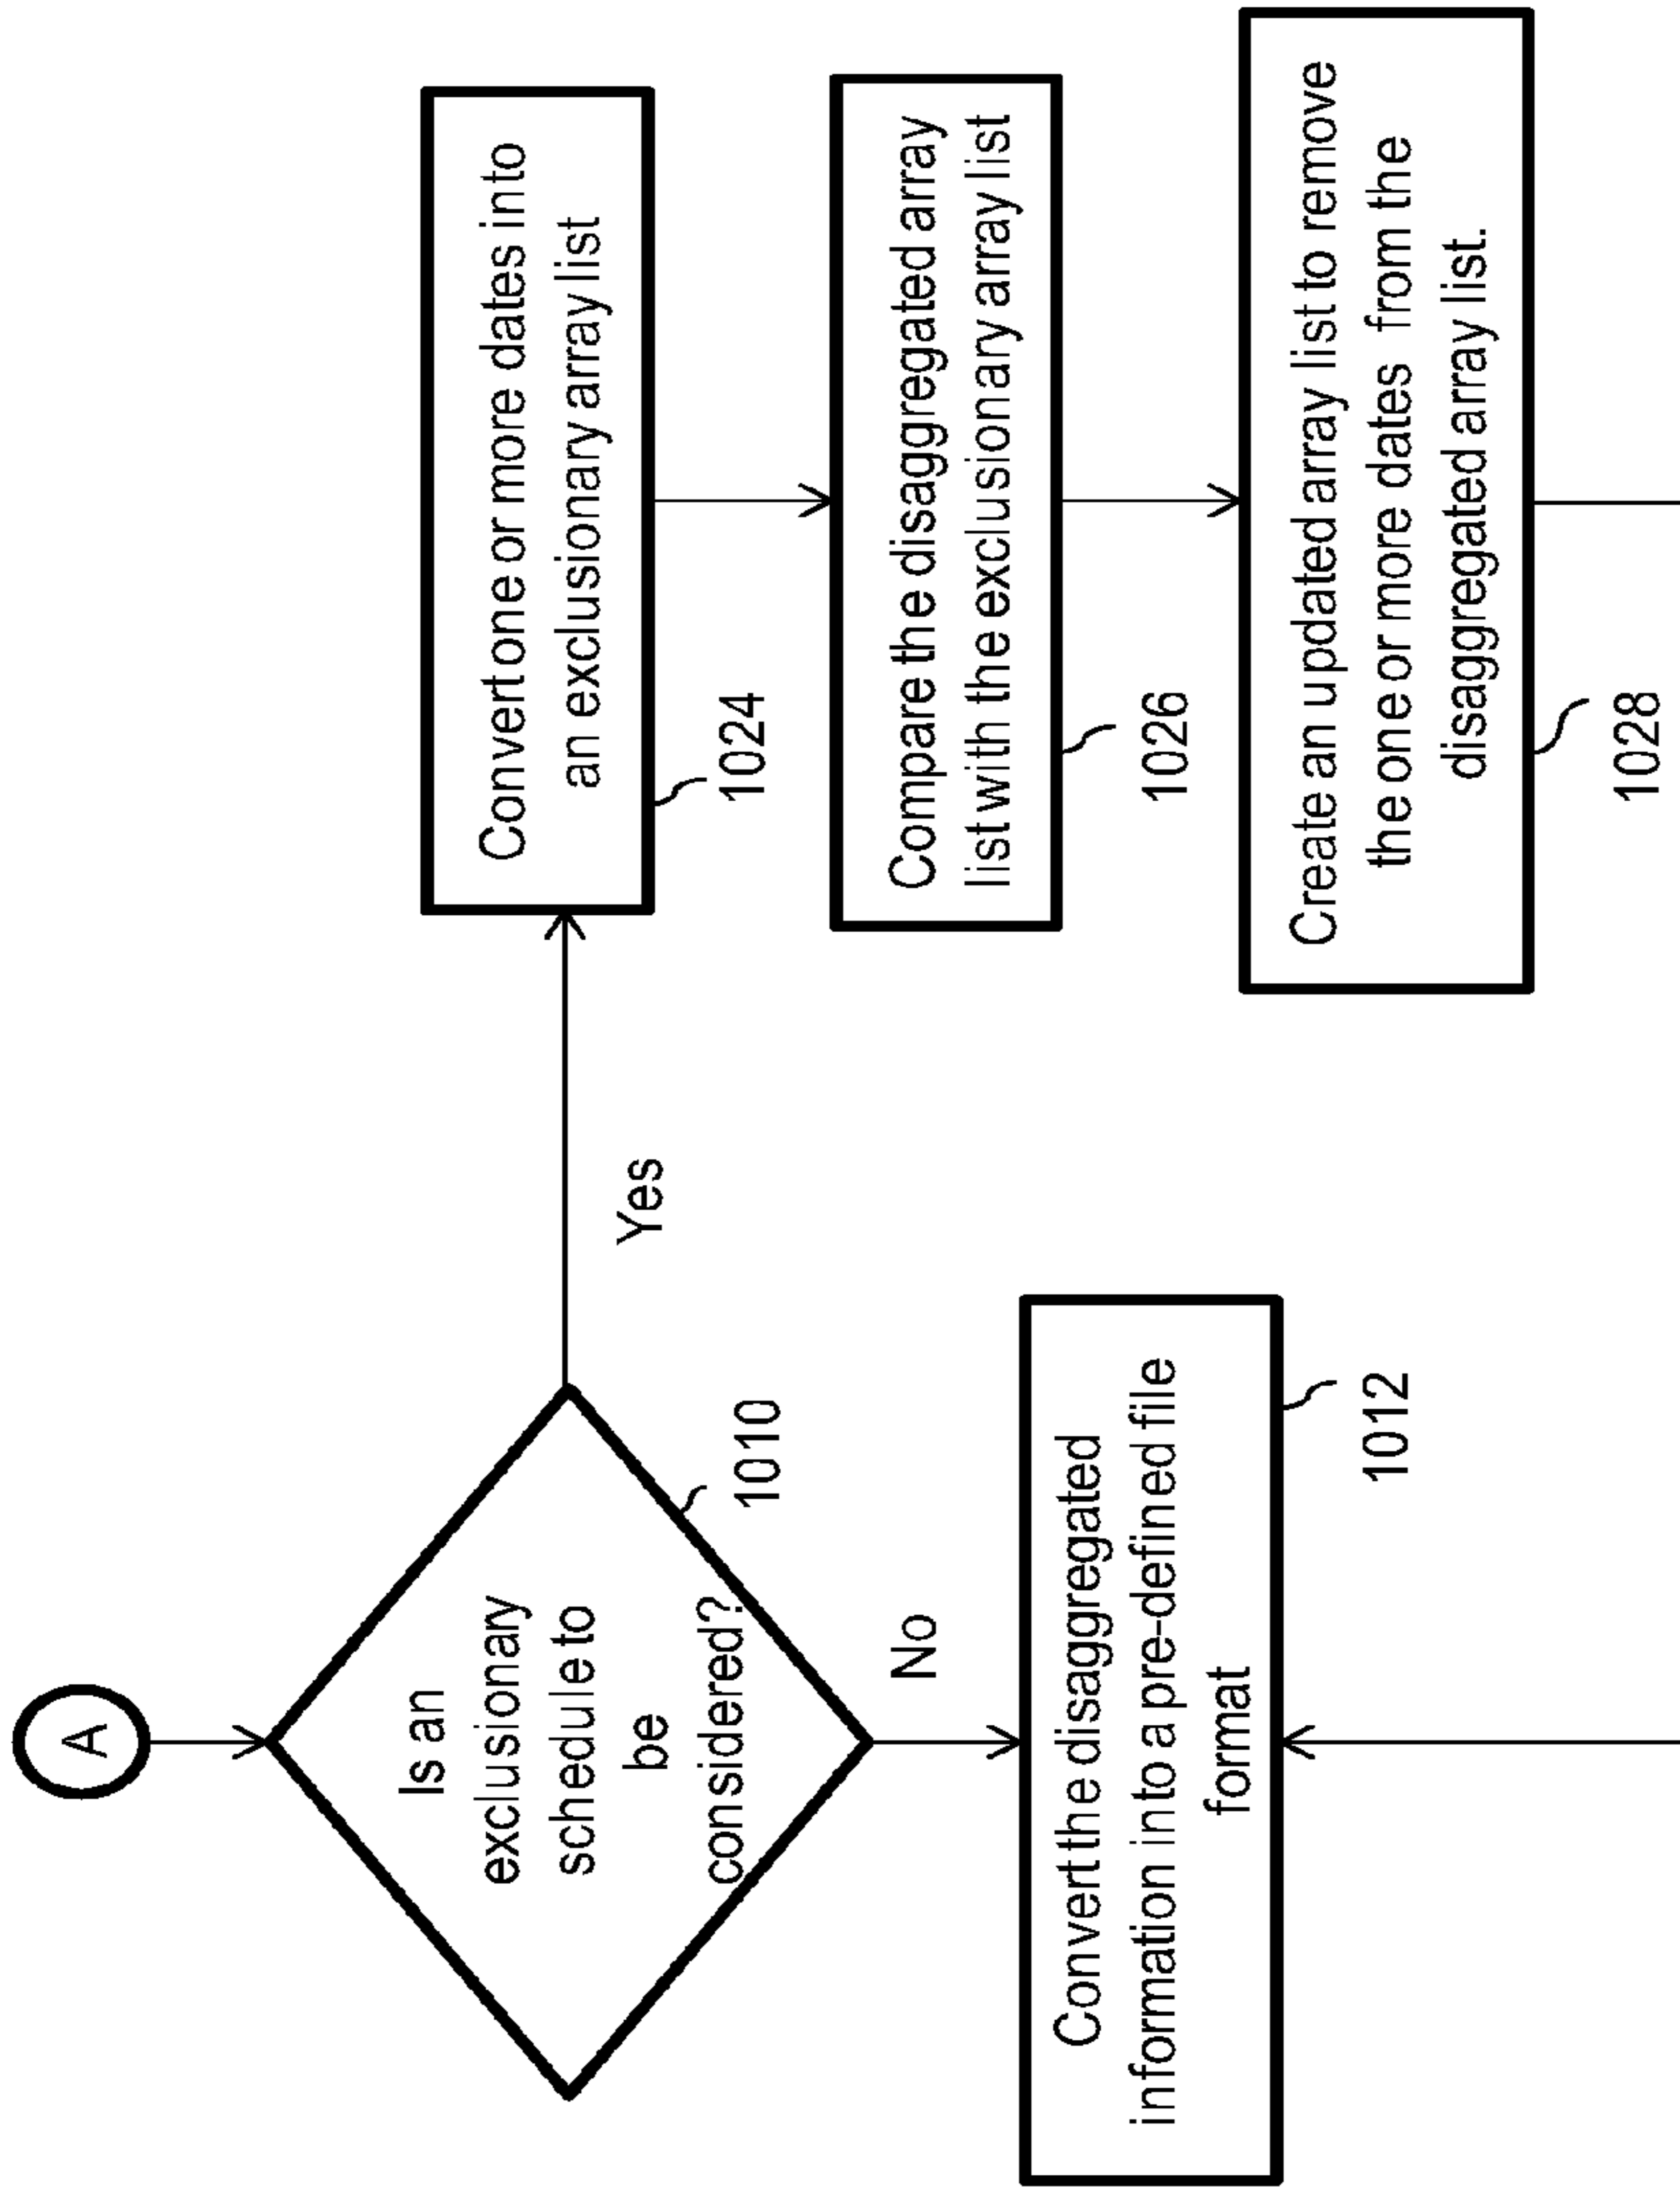 A
Is an
exclusionary
schedule to
be
considered?
1010
Yes
No
Convert the disaggregated
information into a pre-defined file
format
1012
Convert one or more dates into
an exclusionary array list
1024
Compare the disaggregated array
list with the exclusionary array list
1026
Create an updated array list to remove
the one or more dates from the
disaggregated array list.
1028